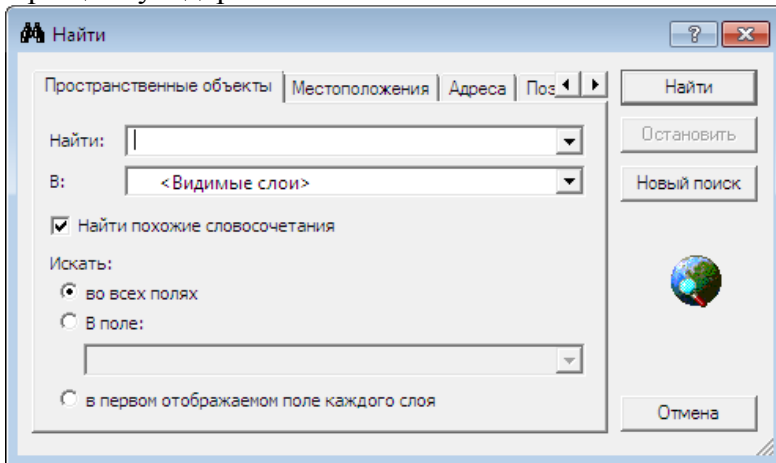 Найти
Пространственные объекты Местоположения Адреса Поз
Найти
Найти:
Остановить
В: <Видимые слои>
Новый поиск
Найти похожие словосочетания
Искать:
во всех полях
В поле:
в первом отображаемом поле каждого слоя
Отмена